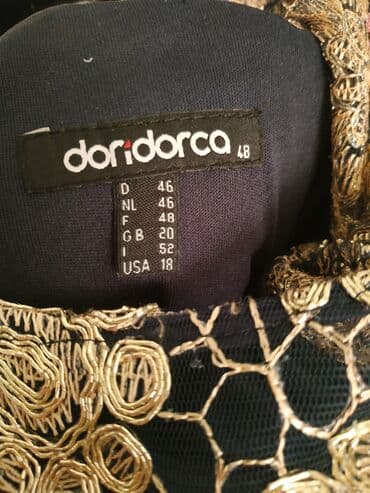 doridorca 48
D 46
NL 46
F 48
GB 20
I 52
USA 18